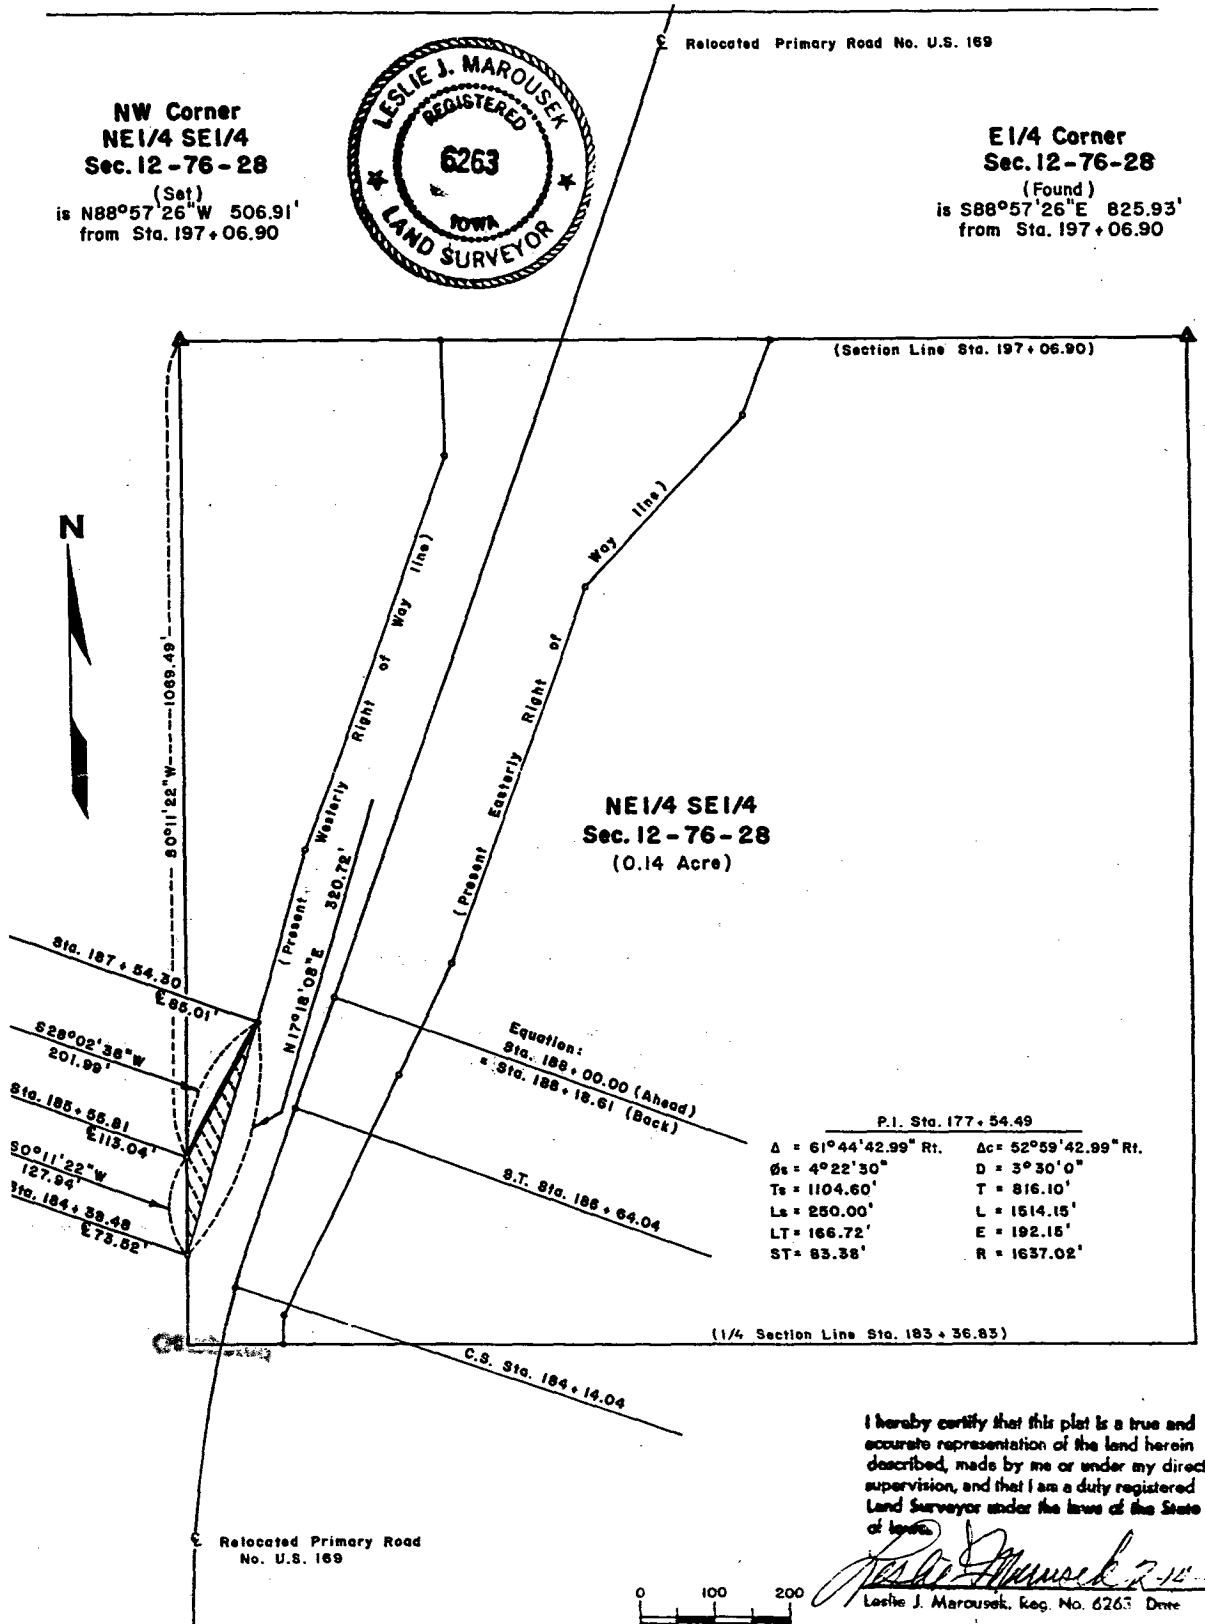 ℄ Relocated Primary Road No. U.S. 169
NW Corner
NE1/4 SE1/4
Sec. 12-76-28
(Set)
is N88°57'26"W 506.91'
from Sta. 197+06.90
LESLIE J. MAROUSEK
REGISTERED
6263
IOWA
LAND SURVEYOR
E1/4 Corner
Sec. 12-76-28
(Found)
is S88°57'26"E 825.93'
from Sta. 197+06.90
(Section Line Sta. 197+06.90)
N
S0°11'22"W 1069.49'
(Present Westerly Right of Way line)
(Present Easterly Right of Way line)
N17°18'08"E 320.72'
NE1/4 SE1/4
Sec. 12-76-28
(0.14 Acre)
Sta. 187+54.30
℄ 85.01'
S28°02'38"W
201.99'
Sta. 185+55.81
℄ 113.04'
S0°11'22"W
127.94'
Sta. 184+38.48
℄ 73.52'
Equation:
Sta. 188+00.00 (Ahead)
= Sta. 188+18.61 (Back)
S.T. Sta. 186+64.04
P.I. Sta. 177+54.49
Δ = 61°44'42.99" Rt. Δc = 52°59'42.99" Rt.
Øs = 4°22'30" D = 3°30'0"
Ts = 1104.60' T = 816.10'
Ls = 250.00' L = 1514.15'
LT = 166.72' E = 192.15'
ST = 83.38' R = 1637.02'
(1/4 Section Line Sta. 183+36.83)
C.S. Sta. 184+14.04
℄ Relocated Primary Road
No. U.S. 169
I hereby certify that this plat is a true and
accurate representation of the land herein
described, made by me or under my direct
supervision, and that I am a duly registered
Land Surveyor under the laws of the State
of Iowa.
Leslie J. Marousek
Leslie J. Marousek, Reg. No. 6263 Date
0 100 200